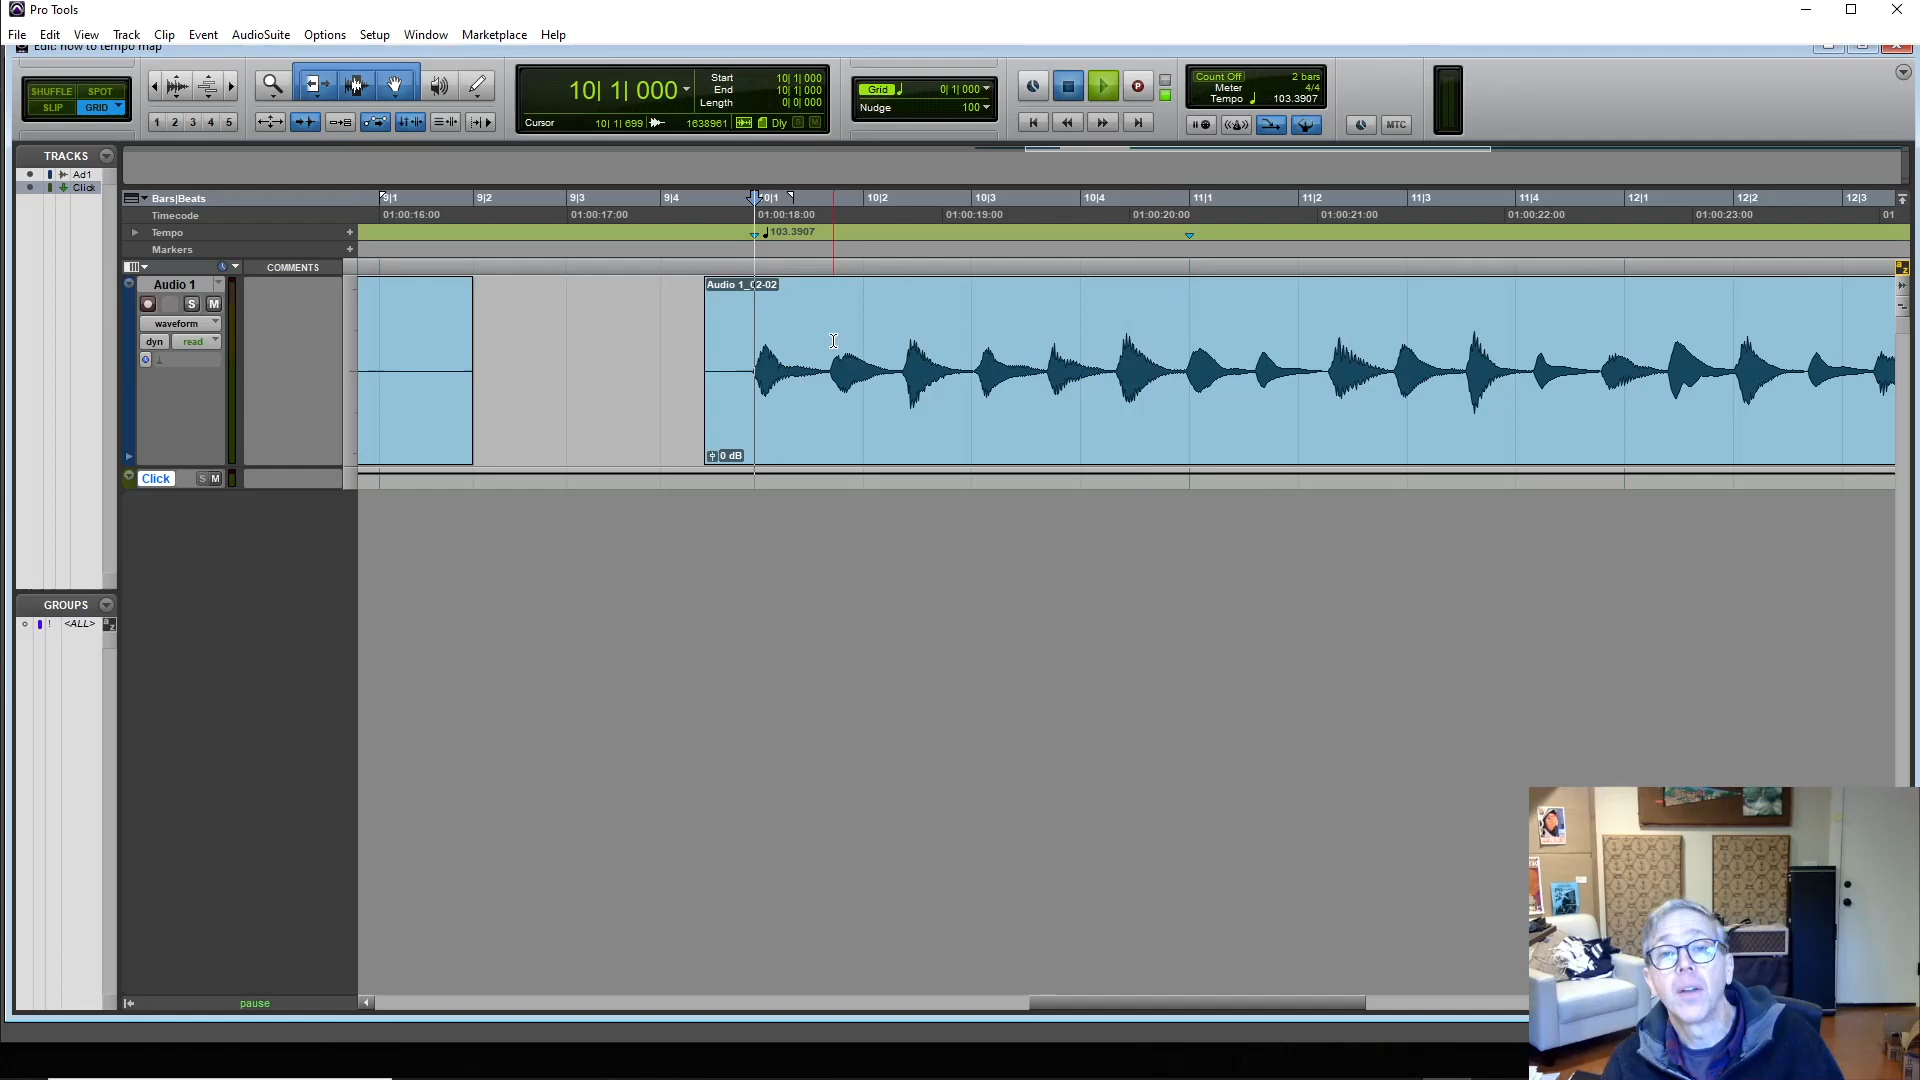 Pro Tools
File Edit View Track Clip Event AudioSuite Options Setup Window Marketplace Help
Edit: how to tempo map
SHUFFLE SPOT
SLIP GRID
1 2 3 4 5
10| 1| 000
Start 10| 1| 000
End 10| 1| 000
Length 0| 0| 000
Cursor 10| 1| 699 1638961 Dly S M
Grid 0| 1| 000
Nudge 100
Count Off 2 bars
Meter 4/4
Tempo 103.3907
MTC
TRACKS
Ad1
Click
Bars|Beats 9|1 9|2 9|3 9|4 10|1 10|2 10|3 10|4 11|1 11|2 11|3 11|4 12|1 12|2 12|3
Timecode 01:00:16:00 01:00:17:00 01:00:18:00 01:00:19:00 01:00:20:00 01:00:21:00 01:00:22:00 01:00:23:00 01
Tempo + 103.3907
Markers +
COMMENTS
Audio 1
S M
waveform
dyn read
Audio 1_02-02
0 dB
Click S M
GROUPS
! <ALL> a z
pause